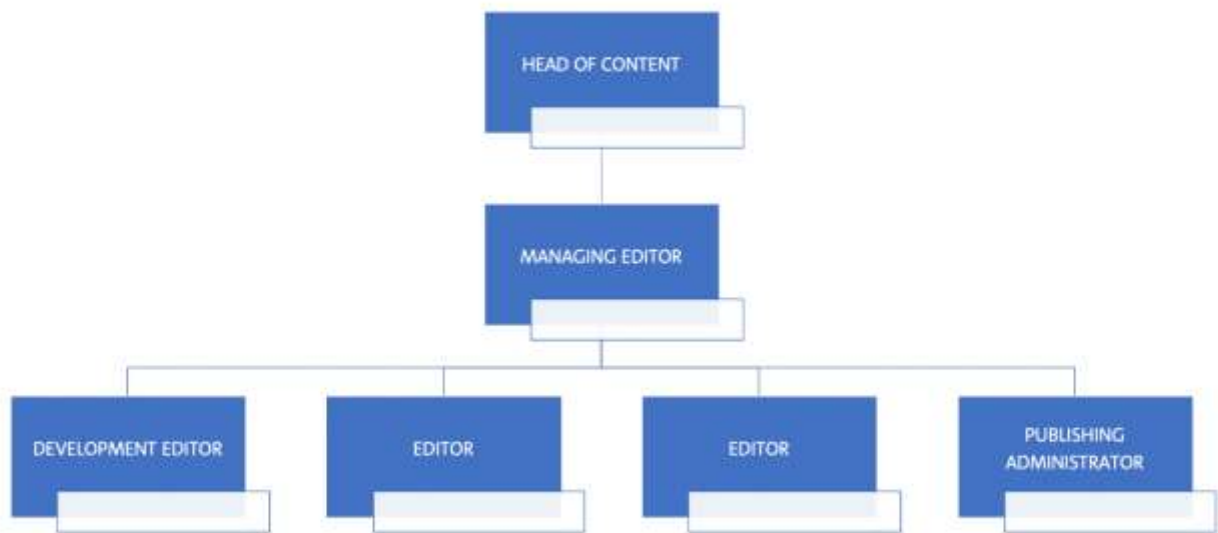 HEAD OF CONTENT
MANAGING EDITOR
DEVELOPMENT EDITOR
EDITOR
EDITOR
PUBLISHING
ADMINISTRATOR